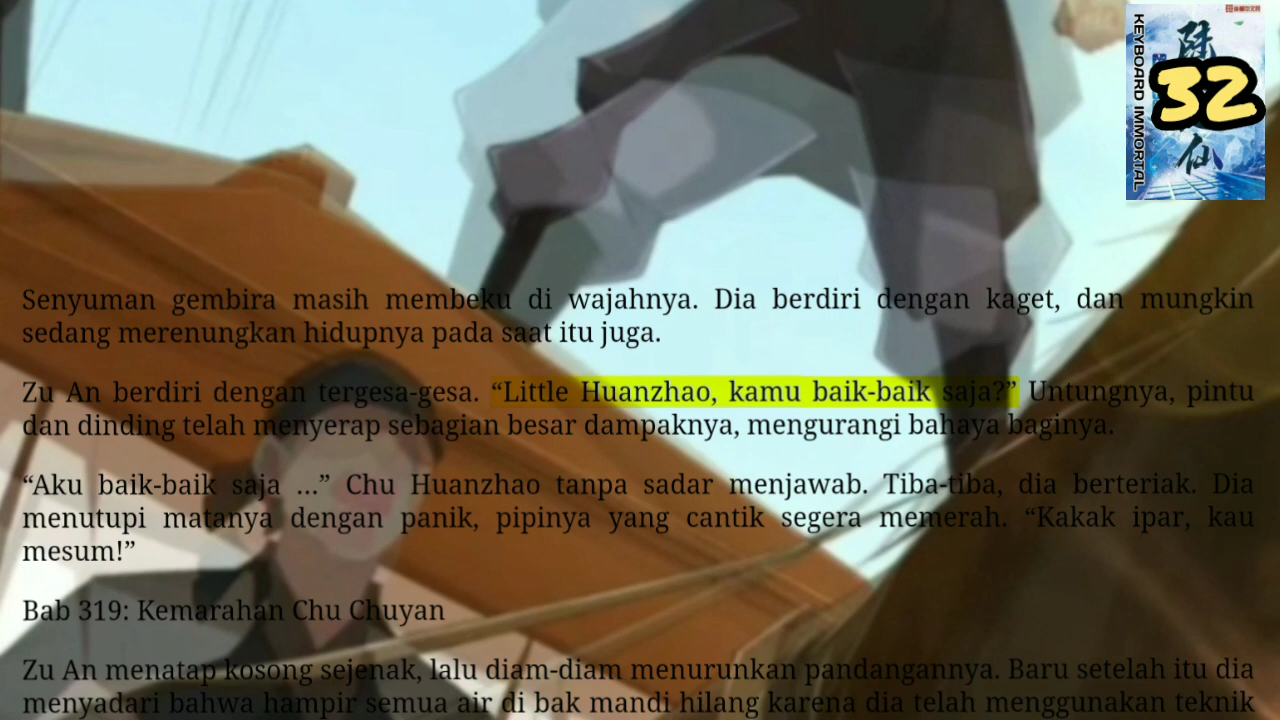 KEYBOARD IMMORTAL
32
仙
Senyuman gembira masih membeku di wajahnya. Dia berdiri dengan kaget, dan mungkin
sedang merenungkan hidupnya pada saat itu juga.
Zu An berdiri dengan tergesa-gesa. “Little Huanzhao, kamu baik-baik saja?” Untungnya, pintu
dan dinding telah menyerap sebagian besar dampaknya, mengurangi bahaya baginya.
“Aku baik-baik saja ...” Chu Huanzhao tanpa sadar menjawab. Tiba-tiba, dia berteriak. Dia
menutupi matanya dengan panik, pipinya yang cantik segera memerah. “Kakak ipar, kau
mesum!”
Bab 319: Kemarahan Chu Chuyan
Zu An menatap kosong sejenak, lalu diam-diam menurunkan pandangannya. Baru setelah itu dia
menyadari bahwa hampir semua air di bak mandi hilang karena dia telah menggunakan teknik